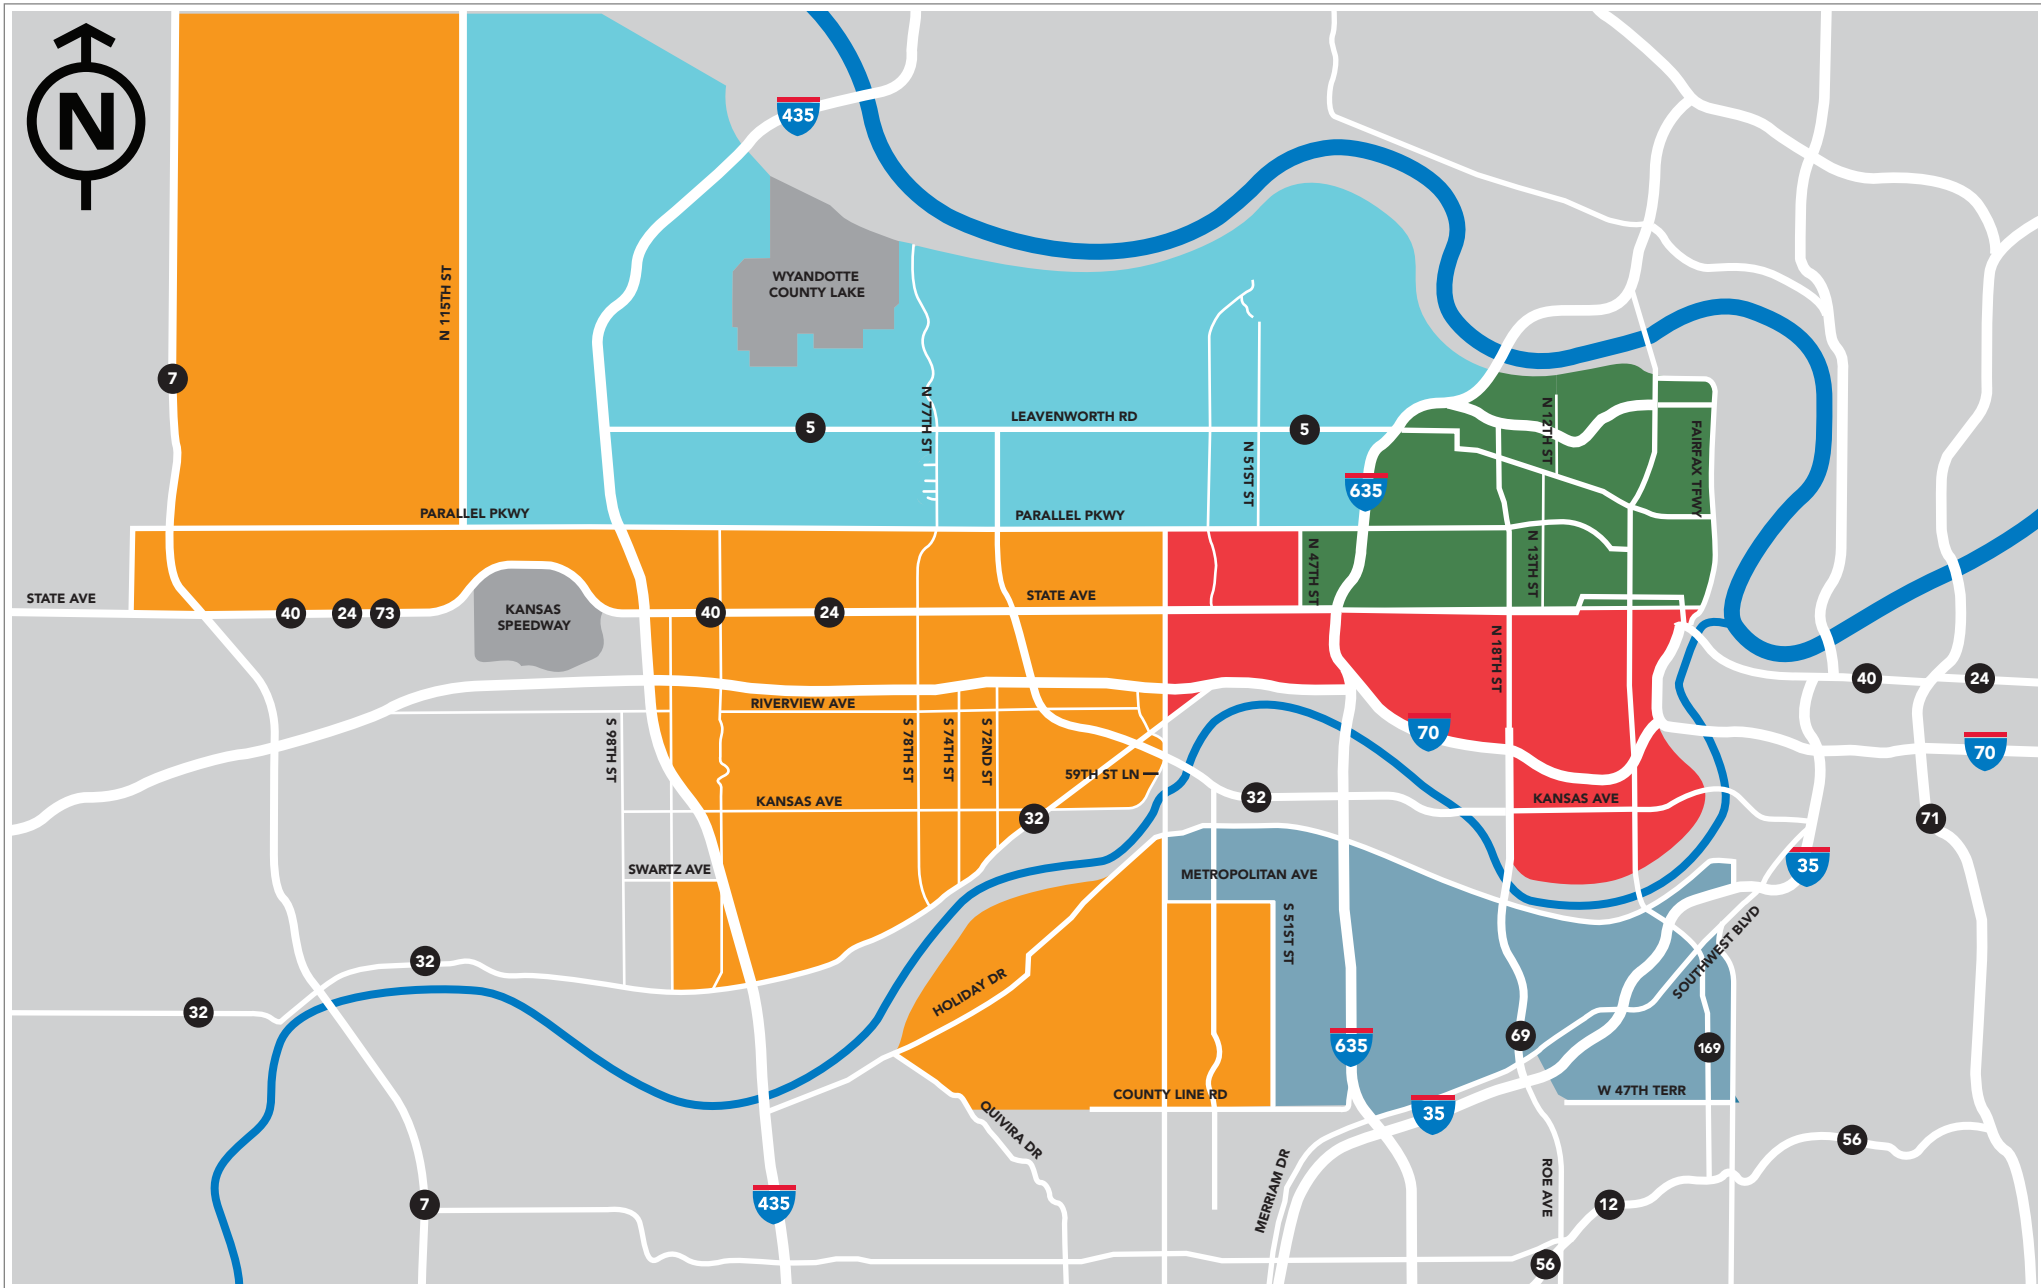 N
435
WYANDOTTE
COUNTY LAKE
N 115TH ST
7
N 77TH ST
LEAVENWORTH RD
5
5
N 51ST ST
N 12TH ST
FAIRFAX TFWY
635
PARALLEL PKWY
PARALLEL PKWY
N 47TH ST
N 13TH ST
STATE AVE
40
24
73
KANSAS
SPEEDWAY
40
24
STATE AVE
N 18TH ST
40
24
RIVERVIEW AVE
S 98TH ST
S 78TH ST
S 74TH ST
S 72ND ST
70
70
59TH ST LN
KANSAS AVE
32
32
KANSAS AVE
71
SWARTZ AVE
METROPOLITAN AVE
35
S 51ST ST
SOUTHWEST BLVD
32
HOLIDAY DR
32
635
69
169
COUNTY LINE RD
W 47TH TERR
35
QUIVIRA DR
56
MERRIAM DR
ROE AVE
7
435
12
56